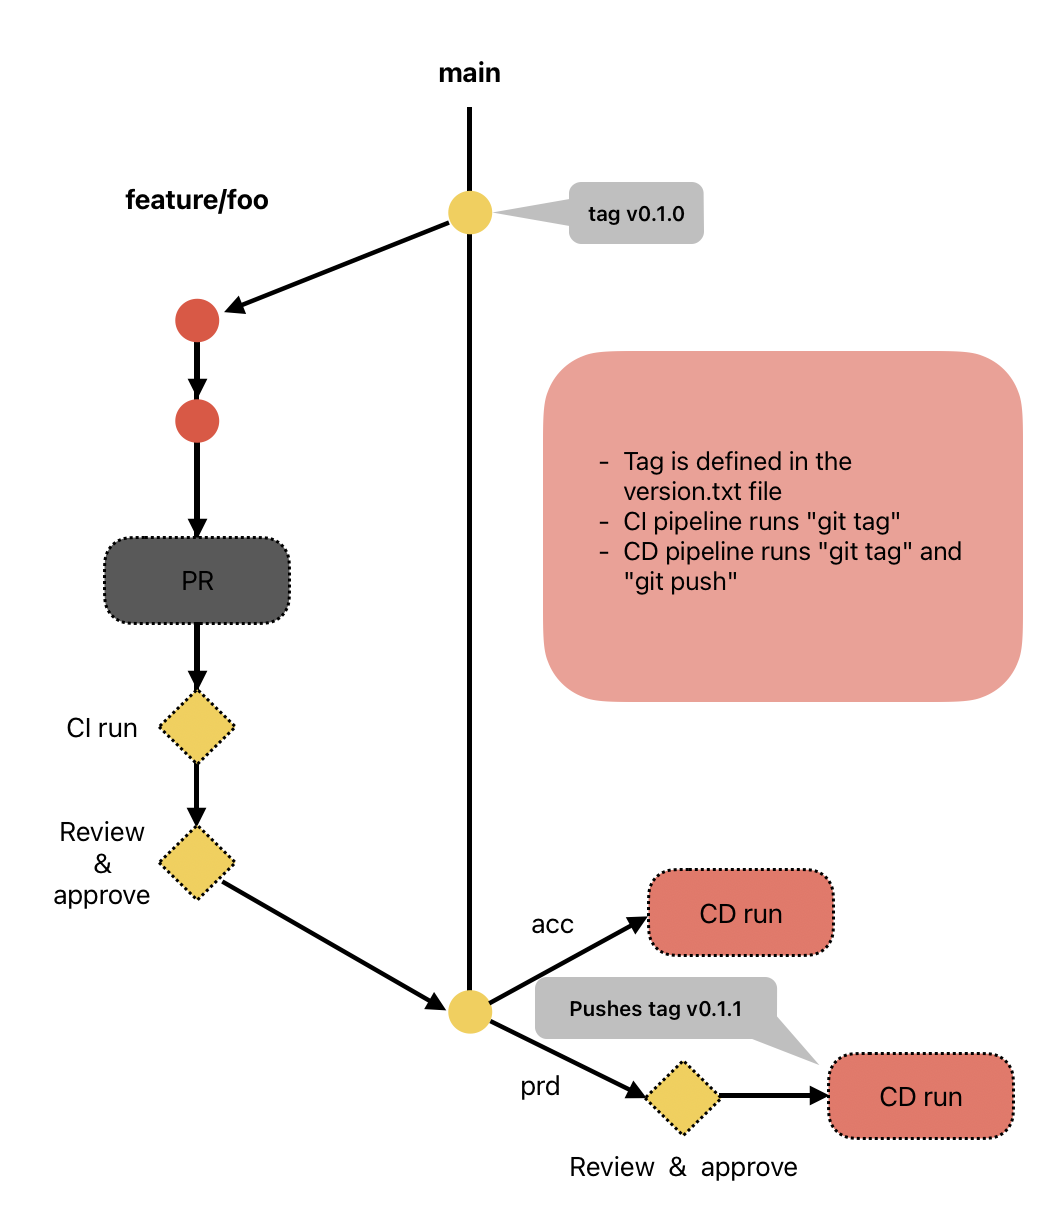 main
feature/foo
tag v0.1.0
- Tag is defined in the
version.txt file
- CI pipeline runs "git tag"
- CD pipeline runs "git tag" and
"git push"
PR
CI run
Review
&
approve
acc
CD run
Pushes tag v0.1.1
prd
CD run
Review & approve